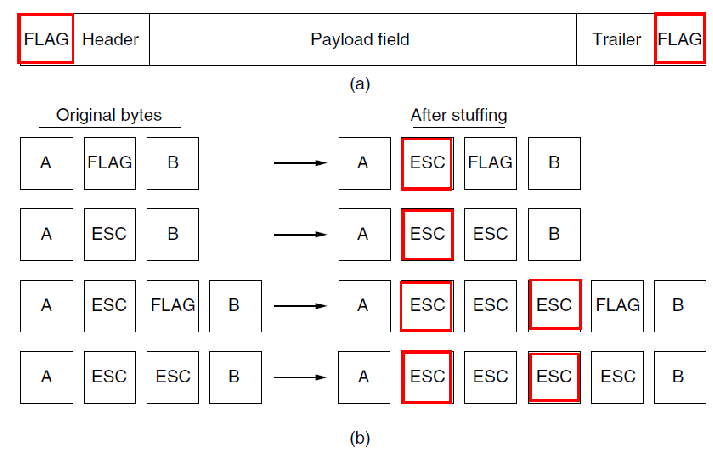 FLAG Header Payload field Trailer FLAG
(a)
Original bytes After stuffing
A FLAG B A ESC FLAG B
A ESC B A ESC ESC B
A ESC FLAG B A ESC ESC ESC FLAG B
A ESC ESC B A ESC ESC ESC ESC B
(b)